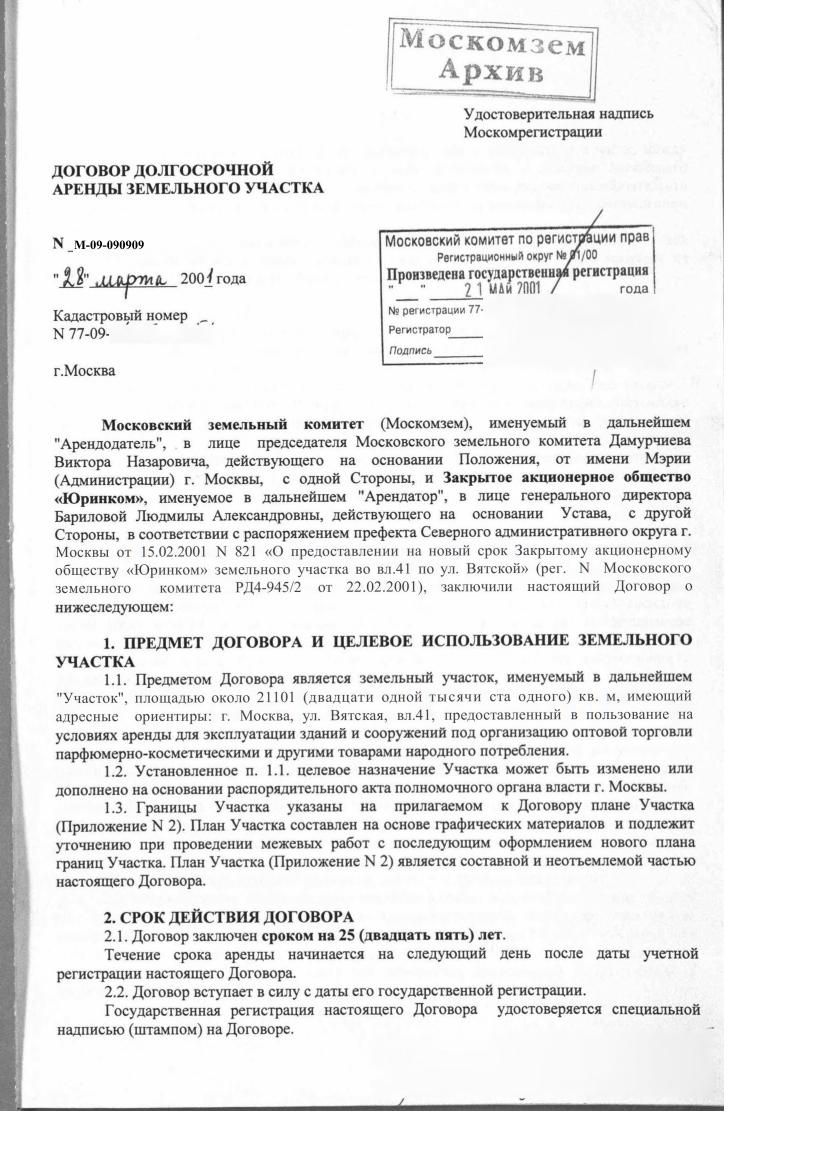 Москомзем
Архив
Удостоверительная надпись
Москомрегистрации
ДОГОВОР ДОЛГОСРОЧНОЙ
АРЕНДЫ ЗЕМЕЛЬНОГО УЧАСТКА
N _М-09-090909
"28" марта 2001 года
Кадастровый номер
N 77-09-
г.Москва
Московский комитет по регистрации прав
Регистрационный округ № 01/00
Произведена государственная регистрация
"___" 21 МАЙ 2001 года
№ регистрации 77-
Регистратор______
Подпись ________
Московский земельный комитет (Москомзем), именуемый в дальнейшем
"Арендодатель", в лице председателя Московского земельного комитета Дамурчиева
Виктора Назаровича, действующего на основании Положения, от имени Мэрии
(Администрации) г. Москвы, с одной Стороны, и Закрытое акционерное общество
«Юринком», именуемое в дальнейшем "Арендатор", в лице генерального директора
Бариловой Людмилы Александровны, действующего на основании Устава, с другой
Стороны, в соответствии с распоряжением префекта Северного административного округа г.
Москвы от 15.02.2001 N 821 «О предоставлении на новый срок Закрытому акционерному
обществу «Юринком» земельного участка во вл.41 по ул. Вятской» (рег. N Московского
земельного комитета РД4-945/2 от 22.02.2001), заключили настоящий Договор о
нижеследующем:
1. ПРЕДМЕТ ДОГОВОРА И ЦЕЛЕВОЕ ИСПОЛЬЗОВАНИЕ ЗЕМЕЛЬНОГО
УЧАСТКА
1.1. Предметом Договора является земельный участок, именуемый в дальнейшем
"Участок", площадью около 21101 (двадцати одной тысячи ста одного) кв. м, имеющий
адресные ориентиры: г. Москва, ул. Вятская, вл.41, предоставленный в пользование на
условиях аренды для эксплуатации зданий и сооружений под организацию оптовой торговли
парфюмерно-косметическими и другими товарами народного потребления.
1.2. Установленное п. 1.1. целевое назначение Участка может быть изменено или
дополнено на основании распорядительного акта полномочного органа власти г. Москвы.
1.3. Границы Участка указаны на прилагаемом к Договору плане Участка
(Приложение N 2). План Участка составлен на основе графических материалов и подлежит
уточнению при проведении межевых работ с последующим оформлением нового плана
границ Участка. План Участка (Приложение N 2) является составной и неотъемлемой частью
настоящего Договора.
2. СРОК ДЕЙСТВИЯ ДОГОВОРА
2.1. Договор заключен сроком на 25 (двадцать пять) лет.
Течение срока аренды начинается на следующий день после даты учетной
регистрации настоящего Договора.
2.2. Договор вступает в силу с даты его государственной регистрации.
Государственная регистрация настоящего Договора удостоверяется специальной
надписью (штампом) на Договоре.